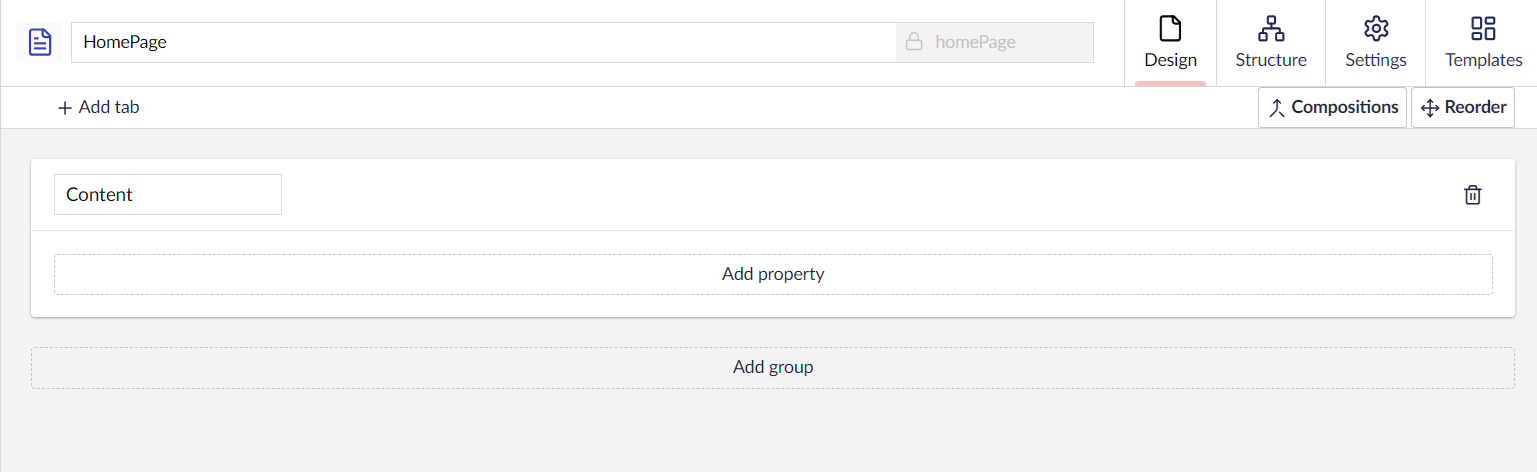 HomePage
homePage
Design
Structure
Settings
Templates
Add tab
Compositions
Reorder
Content
Add property
Add group